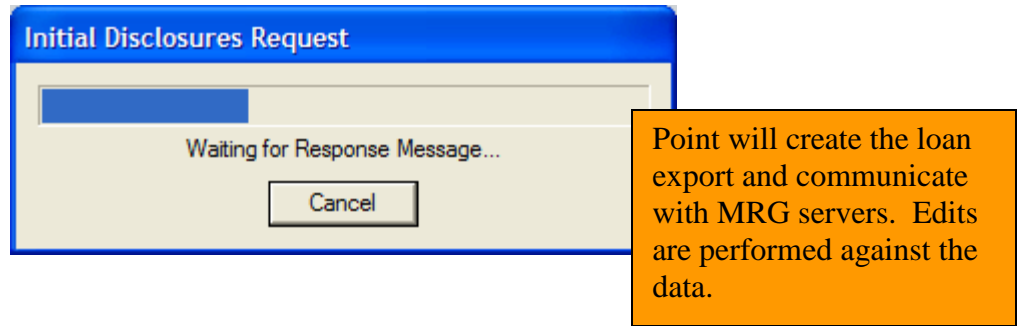 Initial Disclosures Request
Waiting for Response Message...
Cancel
Point will create the loan
export and communicate
with MRG servers.  Edits
are performed against the
data.